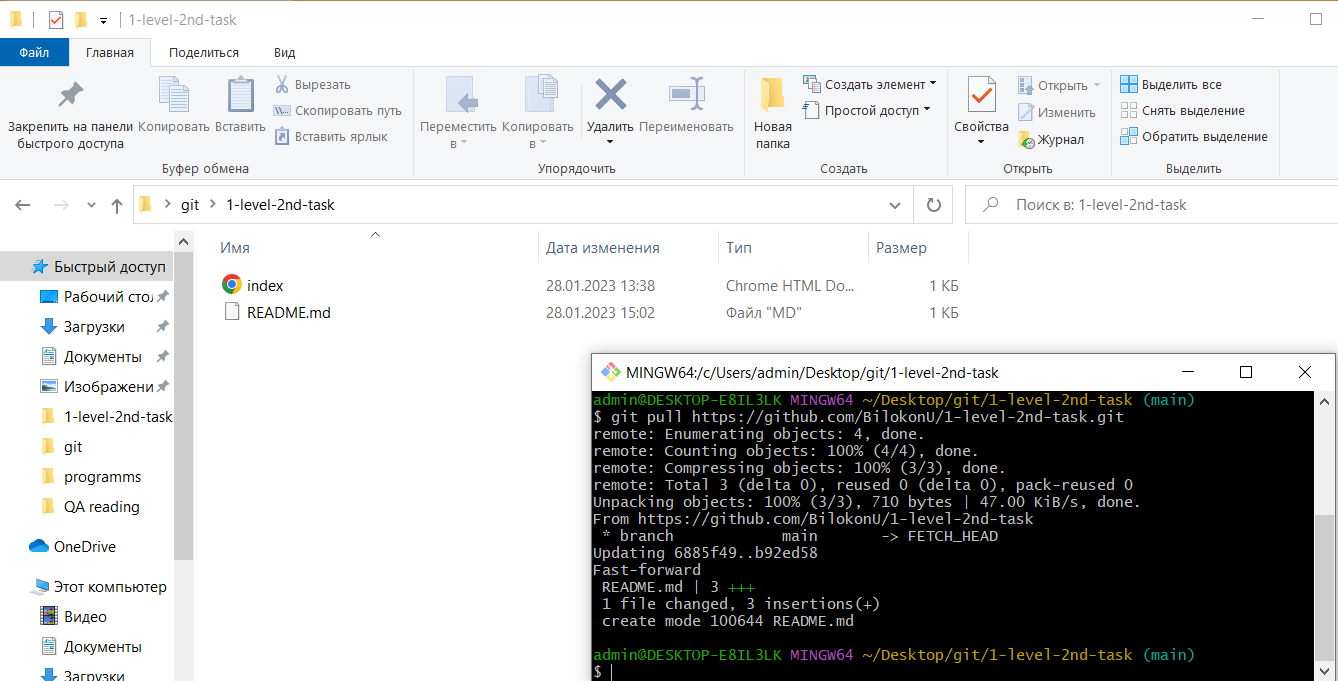 1-level-2nd-task
Файл Главная Поделиться Вид
Закрепить на панели быстрого доступа
Копировать
Вставить
Вырезать
Скопировать путь
Вставить ярлык
Буфер обмена
Переместить в
Копировать в
Удалить
Переименовать
Упорядочить
Новая папка
Создать элемент
Простой доступ
Создать
Свойства
Открыть
Изменить
Журнал
Открыть
Выделить все
Снять выделение
Обратить выделение
Выделить
git 1-level-2nd-task
Поиск в: 1-level-2nd-task
Имя Дата изменения Тип Размер
index 28.01.2023 13:38 Chrome HTML Do... 1 КБ
README.md 28.01.2023 15:02 Файл "MD" 1 КБ
Быстрый доступ
Рабочий стол
Загрузки
Документы
Изображени
1-level-2nd-task
git
programms
QA reading
OneDrive
Этот компьютер
Видео
Документы
Загрузки
MINGW64:/c/Users/admin/Desktop/git/1-level-2nd-task
admin@DESKTOP-E8IL3LK MINGW64 ~/Desktop/git/1-level-2nd-task (main)
$ git pull https://github.com/BilokonU/1-level-2nd-task.git
remote: Enumerating objects: 4, done.
remote: Counting objects: 100% (4/4), done.
remote: Compressing objects: 100% (3/3), done.
remote: Total 3 (delta 0), reused 0 (delta 0), pack-reused 0
Unpacking objects: 100% (3/3), 710 bytes | 47.00 KiB/s, done.
From https://github.com/BilokonU/1-level-2nd-task
* branch main -> FETCH_HEAD
Updating 6885f49..b92ed58
Fast-forward
README.md | 3 +++
1 file changed, 3 insertions(+)
create mode 100644 README.md
admin@DESKTOP-E8IL3LK MINGW64 ~/Desktop/git/1-level-2nd-task (main)
$